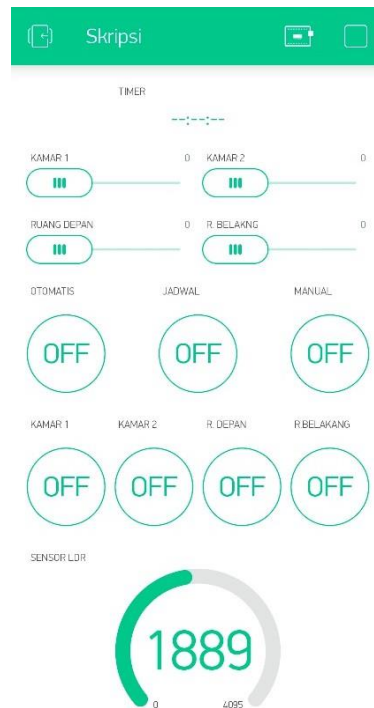 Skripsi
TIMER
--:--:--
KAMAR 1 0 KAMAR 2 0
RUANG DEPAN 0 R. BELAKNG 0
OTOMATIS JADWAL MANUAL
OFF OFF OFF
KAMAR 1 KAMAR 2 R. DEPAN R.BELAKANG
OFF OFF OFF OFF
SENSOR LDR
1889
0 4095